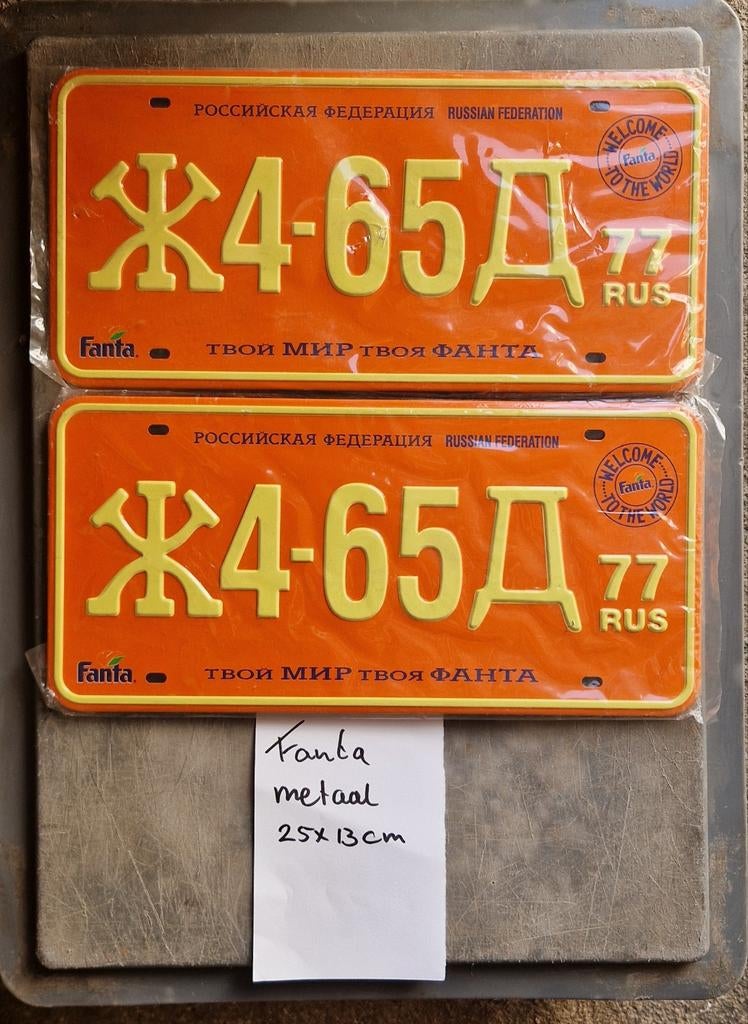 РОССИЙСКАЯ ФЕДЕРАЦИЯ RUSSIAN FEDERATION
WELCOME TO THE WORLD
Fanta
Ж4-65Д
77
RUS
Fanta
ТВОЙ МИР ТВОЯ ФАНТА
РОССИЙСКАЯ ФЕДЕРАЦИЯ RUSSIAN FEDERATION
WELCOME TO THE WORLD
Fanta
Ж4-65Д
77
RUS
Fanta
ТВОЙ МИР ТВОЯ ФАНТА
Fanta
metaal
25x13cm